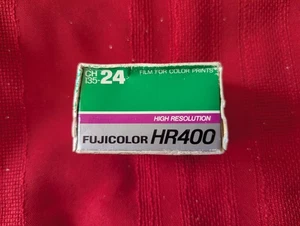 CH
135-24 FILM FOR COLOR PRINTS
HIGH RESOLUTION
FUJICOLOR HR400